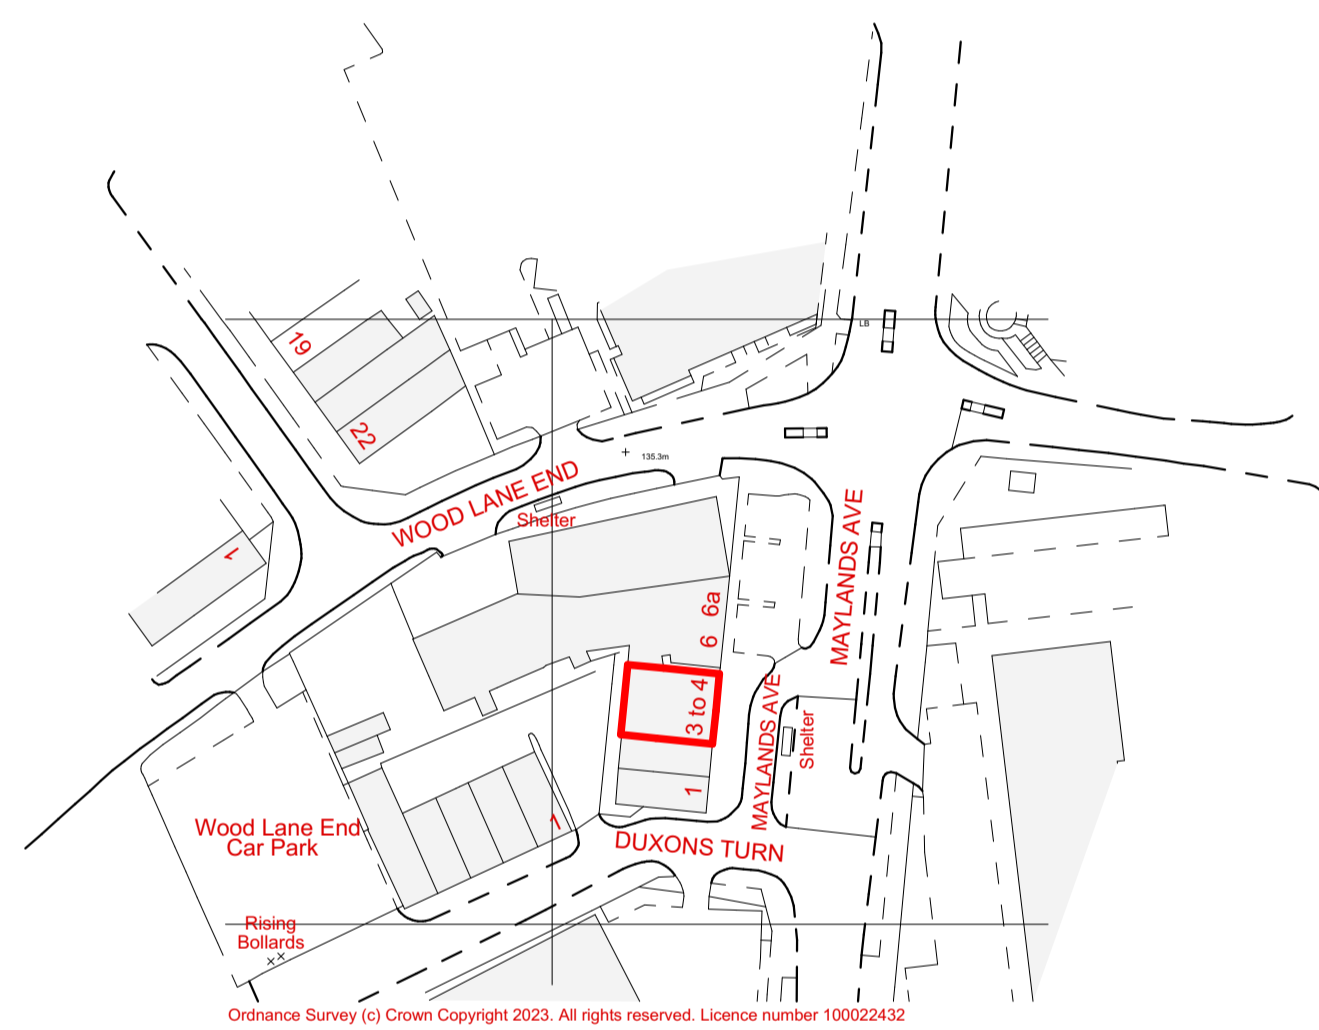 19
LB
22
135.3m
WOOD LANE END
Shelter
MAYLANDS AVE
1
6a
6
3 to 4
MAYLANDS AVE
Shelter
1
Wood Lane End
Car Park
1
DUXONS TURN
Rising
Bollards
Ordnance Survey (c) Crown Copyright 2023. All rights reserved. Licence number 100022432